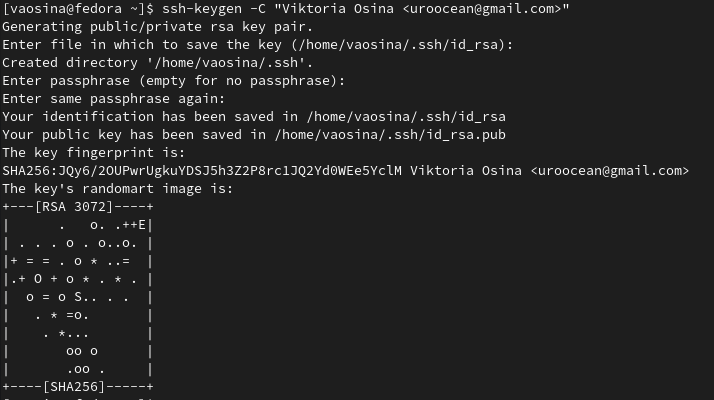 [vaosina@fedora ~]$ ssh-keygen -C "Viktoria Osina <uroocean@gmail.com>"
Generating public/private rsa key pair.
Enter file in which to save the key (/home/vaosina/.ssh/id_rsa):
Created directory '/home/vaosina/.ssh'.
Enter passphrase (empty for no passphrase):
Enter same passphrase again:
Your identification has been saved in /home/vaosina/.ssh/id_rsa
Your public key has been saved in /home/vaosina/.ssh/id_rsa.pub
The key fingerprint is:
SHA256:JQy6/2OUPwrUgkuYDSJ5h3Z2P8rc1JQ2Yd0WEe5YclM Viktoria Osina <uroocean@gmail.com>
The key's randomart image is:
+---[RSA 3072]----+
|      .   o. .++E|
| . . . o . o..o. |
|+ = = . o * ..=  |
|.+ O + o * . * . |
|  o = o S.. . .  |
|   . * =o.       |
|    . *...       |
|       oo o      |
|       .oo .     |
+----[SHA256]-----+